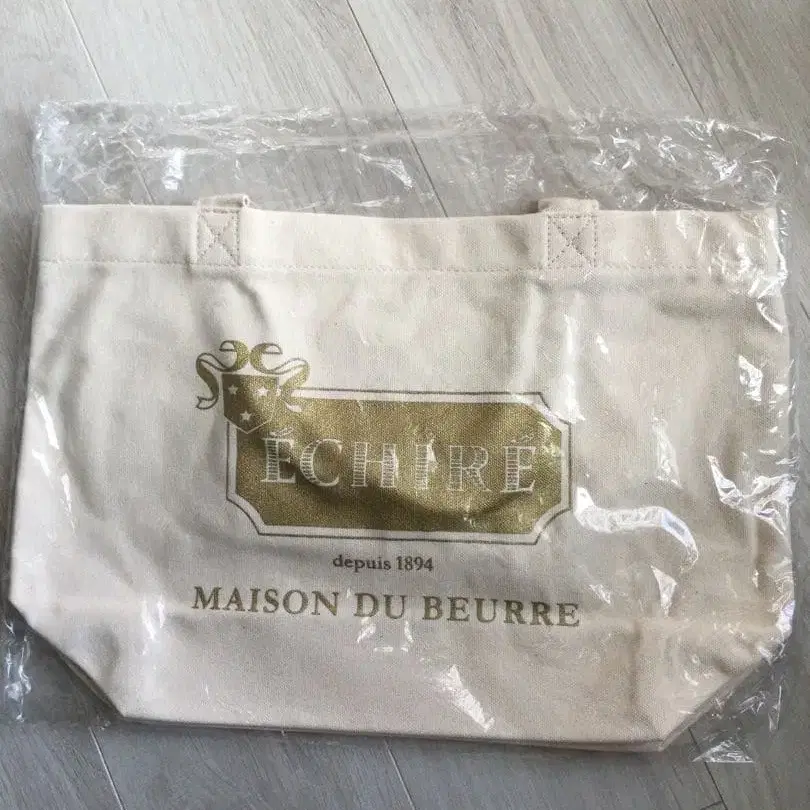 ÉCHIRÉ
depuis 1894
MAISON DU BEURRE